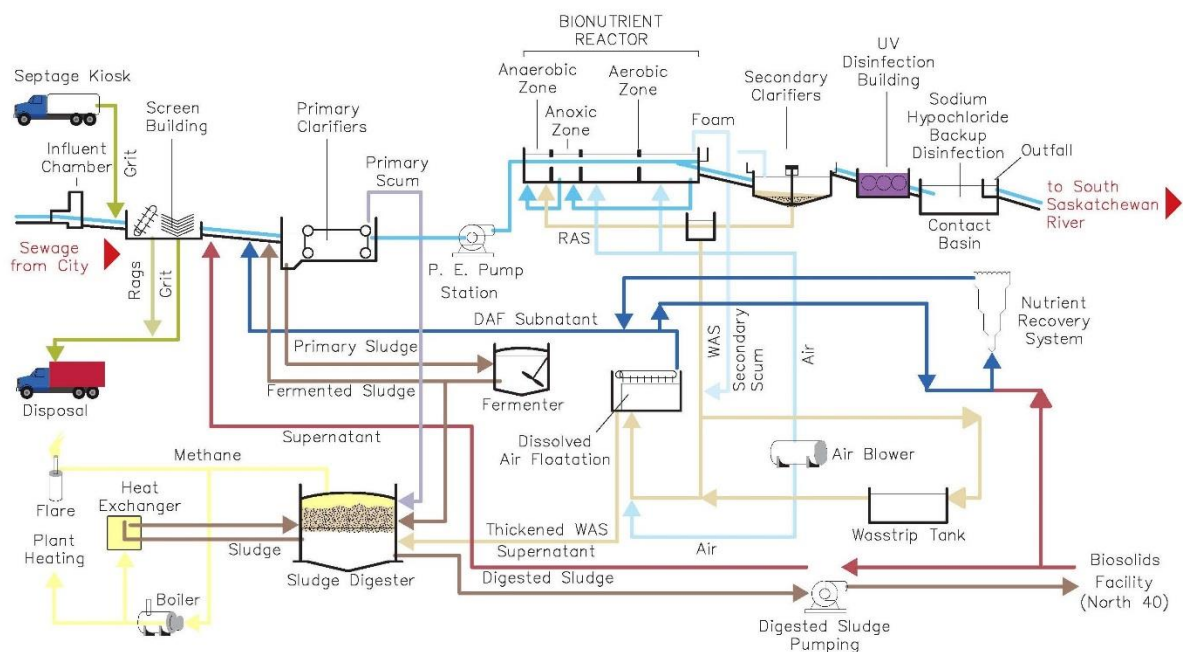 BIONUTRIENT
REACTOR
Septage Kiosk
Screen
Building
Influent
Chamber
Grit
Primary
Clarifiers
Primary
Scum
Anaerobic
Zone
Anoxic
Zone
Aerobic
Zone
Foam
Secondary
Clarifiers
UV
Disinfection
Building
Sodium
Hypochloride
Backup
Disinfection
Outfall
to South
Saskatchewan
River
Contact
Basin
Sewage
from City
Rags
Grit
P. E. Pump
Station
RAS
DAF Subnatant
Primary Sludge
Fermented Sludge
Fermenter
WAS
Secondary
Scum
Air
Nutrient
Recovery
System
Disposal
Supernatant
Dissolved
Air Floatation
Air Blower
Methane
Flare
Heat
Exchanger
Plant
Heating
Sludge
Boiler
Sludge Digester
Thickened WAS
Supernatant
Digested Sludge
Air
Wasstrip Tank
Digested Sludge
Pumping
Biosolids
Facility
(North 40)